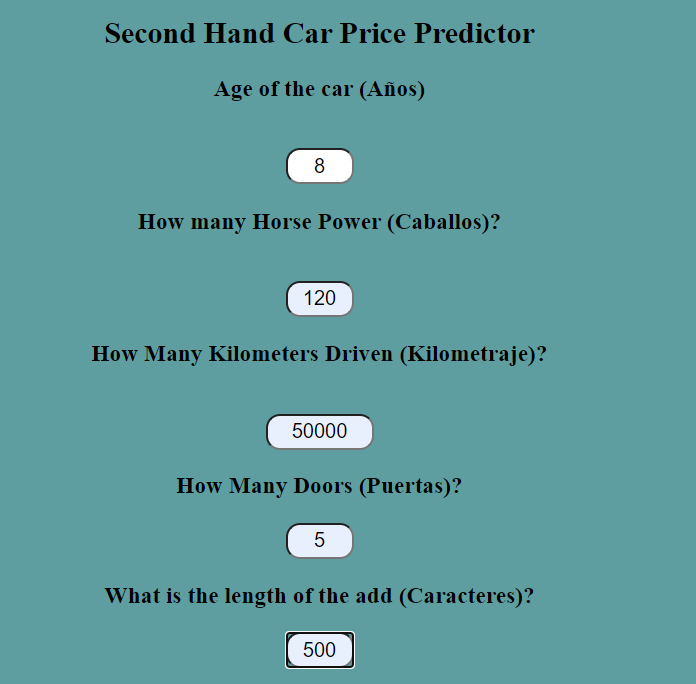 Second Hand Car Price Predictor
Age of the car (Años)
8
How many Horse Power (Caballos)?
120
How Many Kilometers Driven (Kilometraje)?
50000
How Many Doors (Puertas)?
5
What is the length of the add (Caracteres)?
500